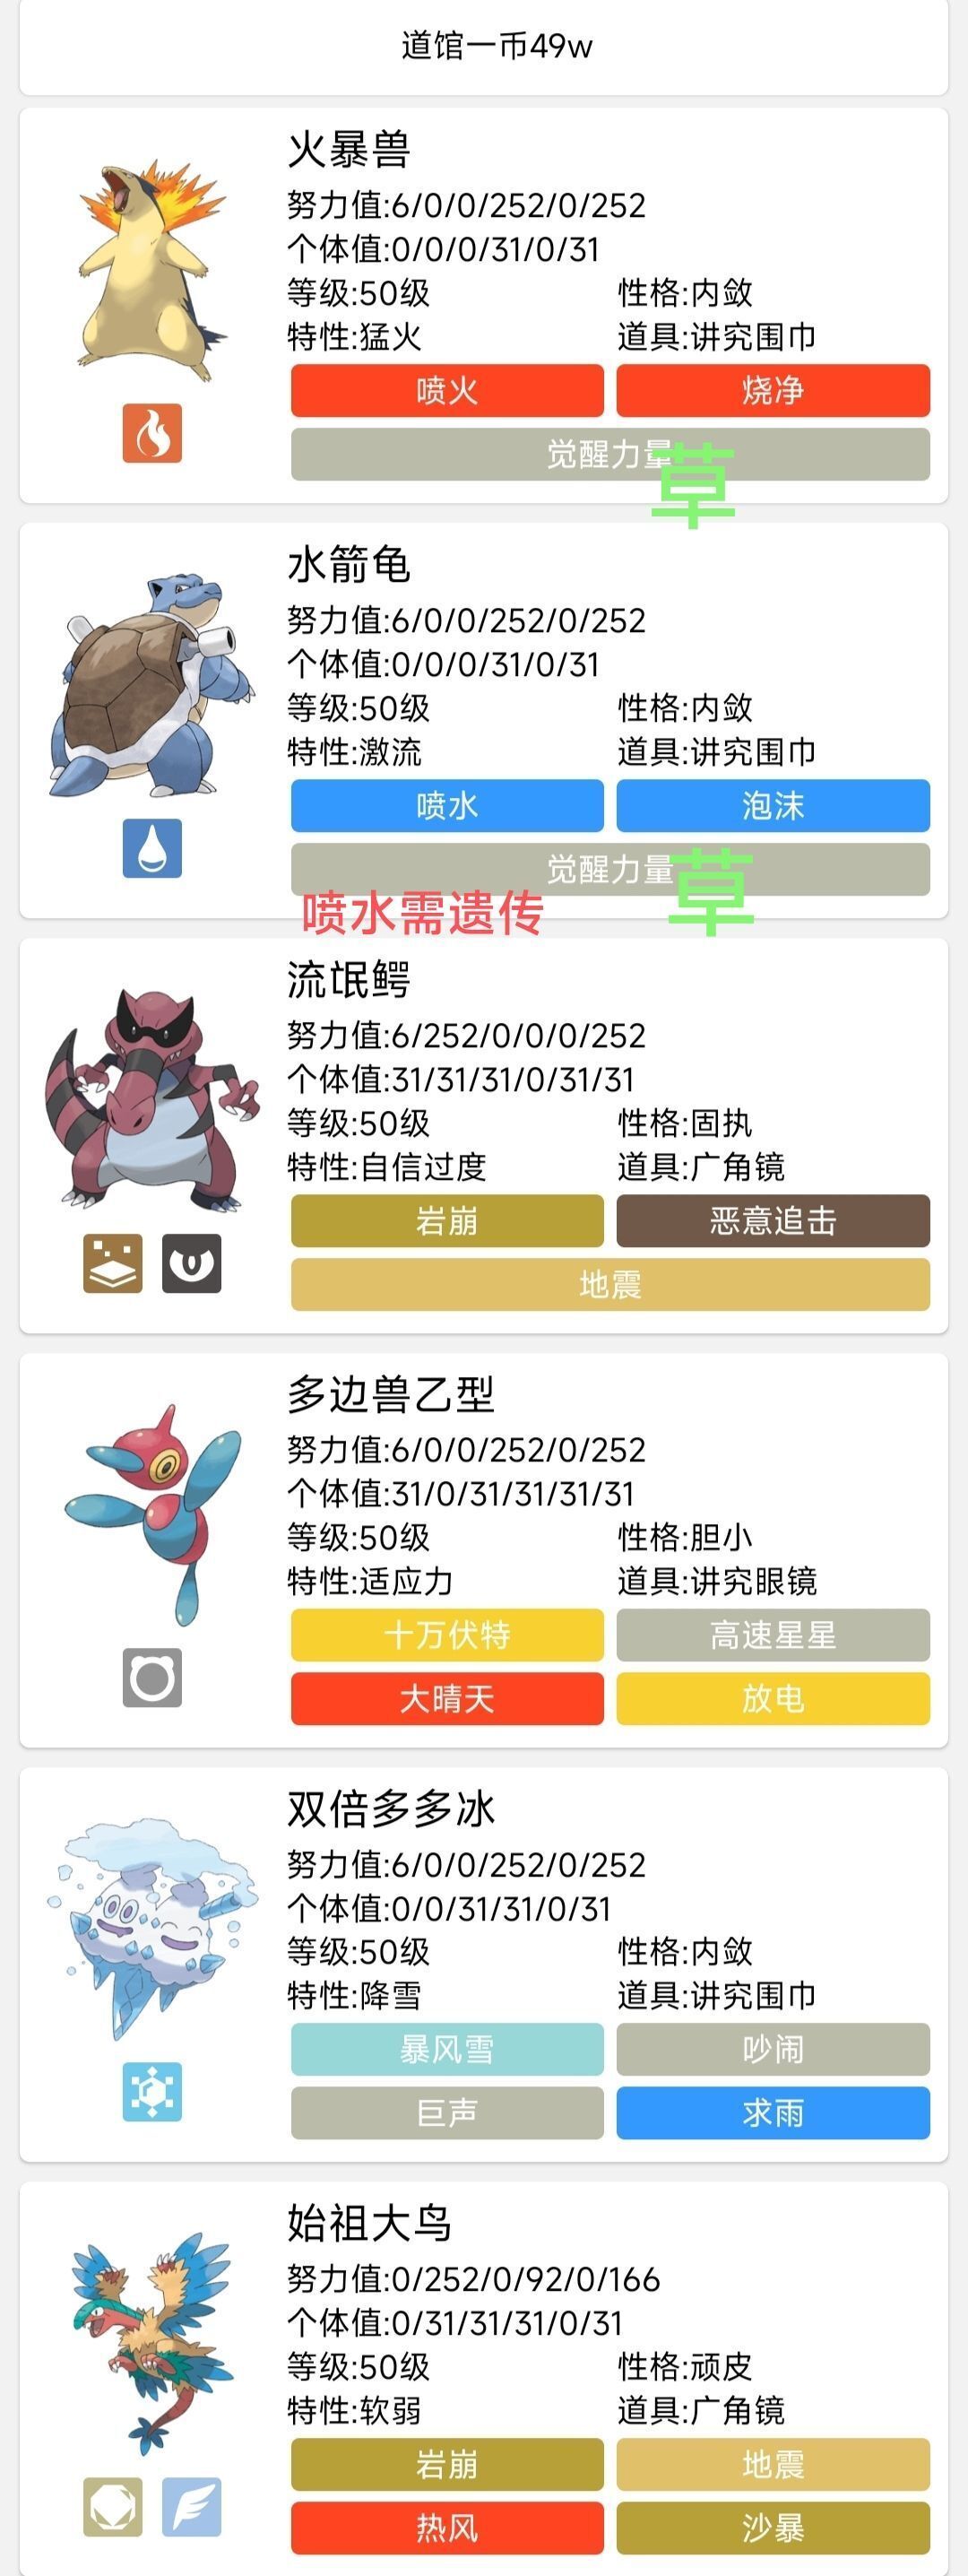 道馆一币49w
火暴兽
努力值:6/0/0/252/0/252
个体值:0/0/0/31/0/31
等级:50级 性格:内敛
特性:猛火 道具:讲究围巾
喷火 烧净
觉醒力量 草
水箭龟
努力值:6/0/0/252/0/252
个体值:0/0/0/31/0/31
等级:50级 性格:内敛
特性:激流 道具:讲究围巾
喷水 泡沫
觉醒力量 草
喷水需遗传
流氓鳄
努力值:6/252/0/0/0/252
个体值:31/31/31/0/31/31
等级:50级 性格:固执
特性:自信过度 道具:广角镜
岩崩 恶意追击
地震
多边兽乙型
努力值:6/0/0/252/0/252
个体值:31/0/31/31/31/31
等级:50级 性格:胆小
特性:适应力 道具:讲究眼镜
十万伏特 高速星星
大晴天 放电
双倍多多冰
努力值:6/0/0/252/0/252
个体值:0/0/31/31/0/31
等级:50级 性格:内敛
特性:降雪 道具:讲究围巾
暴风雪 吵闹
巨声 求雨
始祖大鸟
努力值:0/252/0/92/0/166
个体值:0/31/31/31/0/31
等级:50级 性格:顽皮
特性:软弱 道具:广角镜
岩崩 地震
热风 沙暴